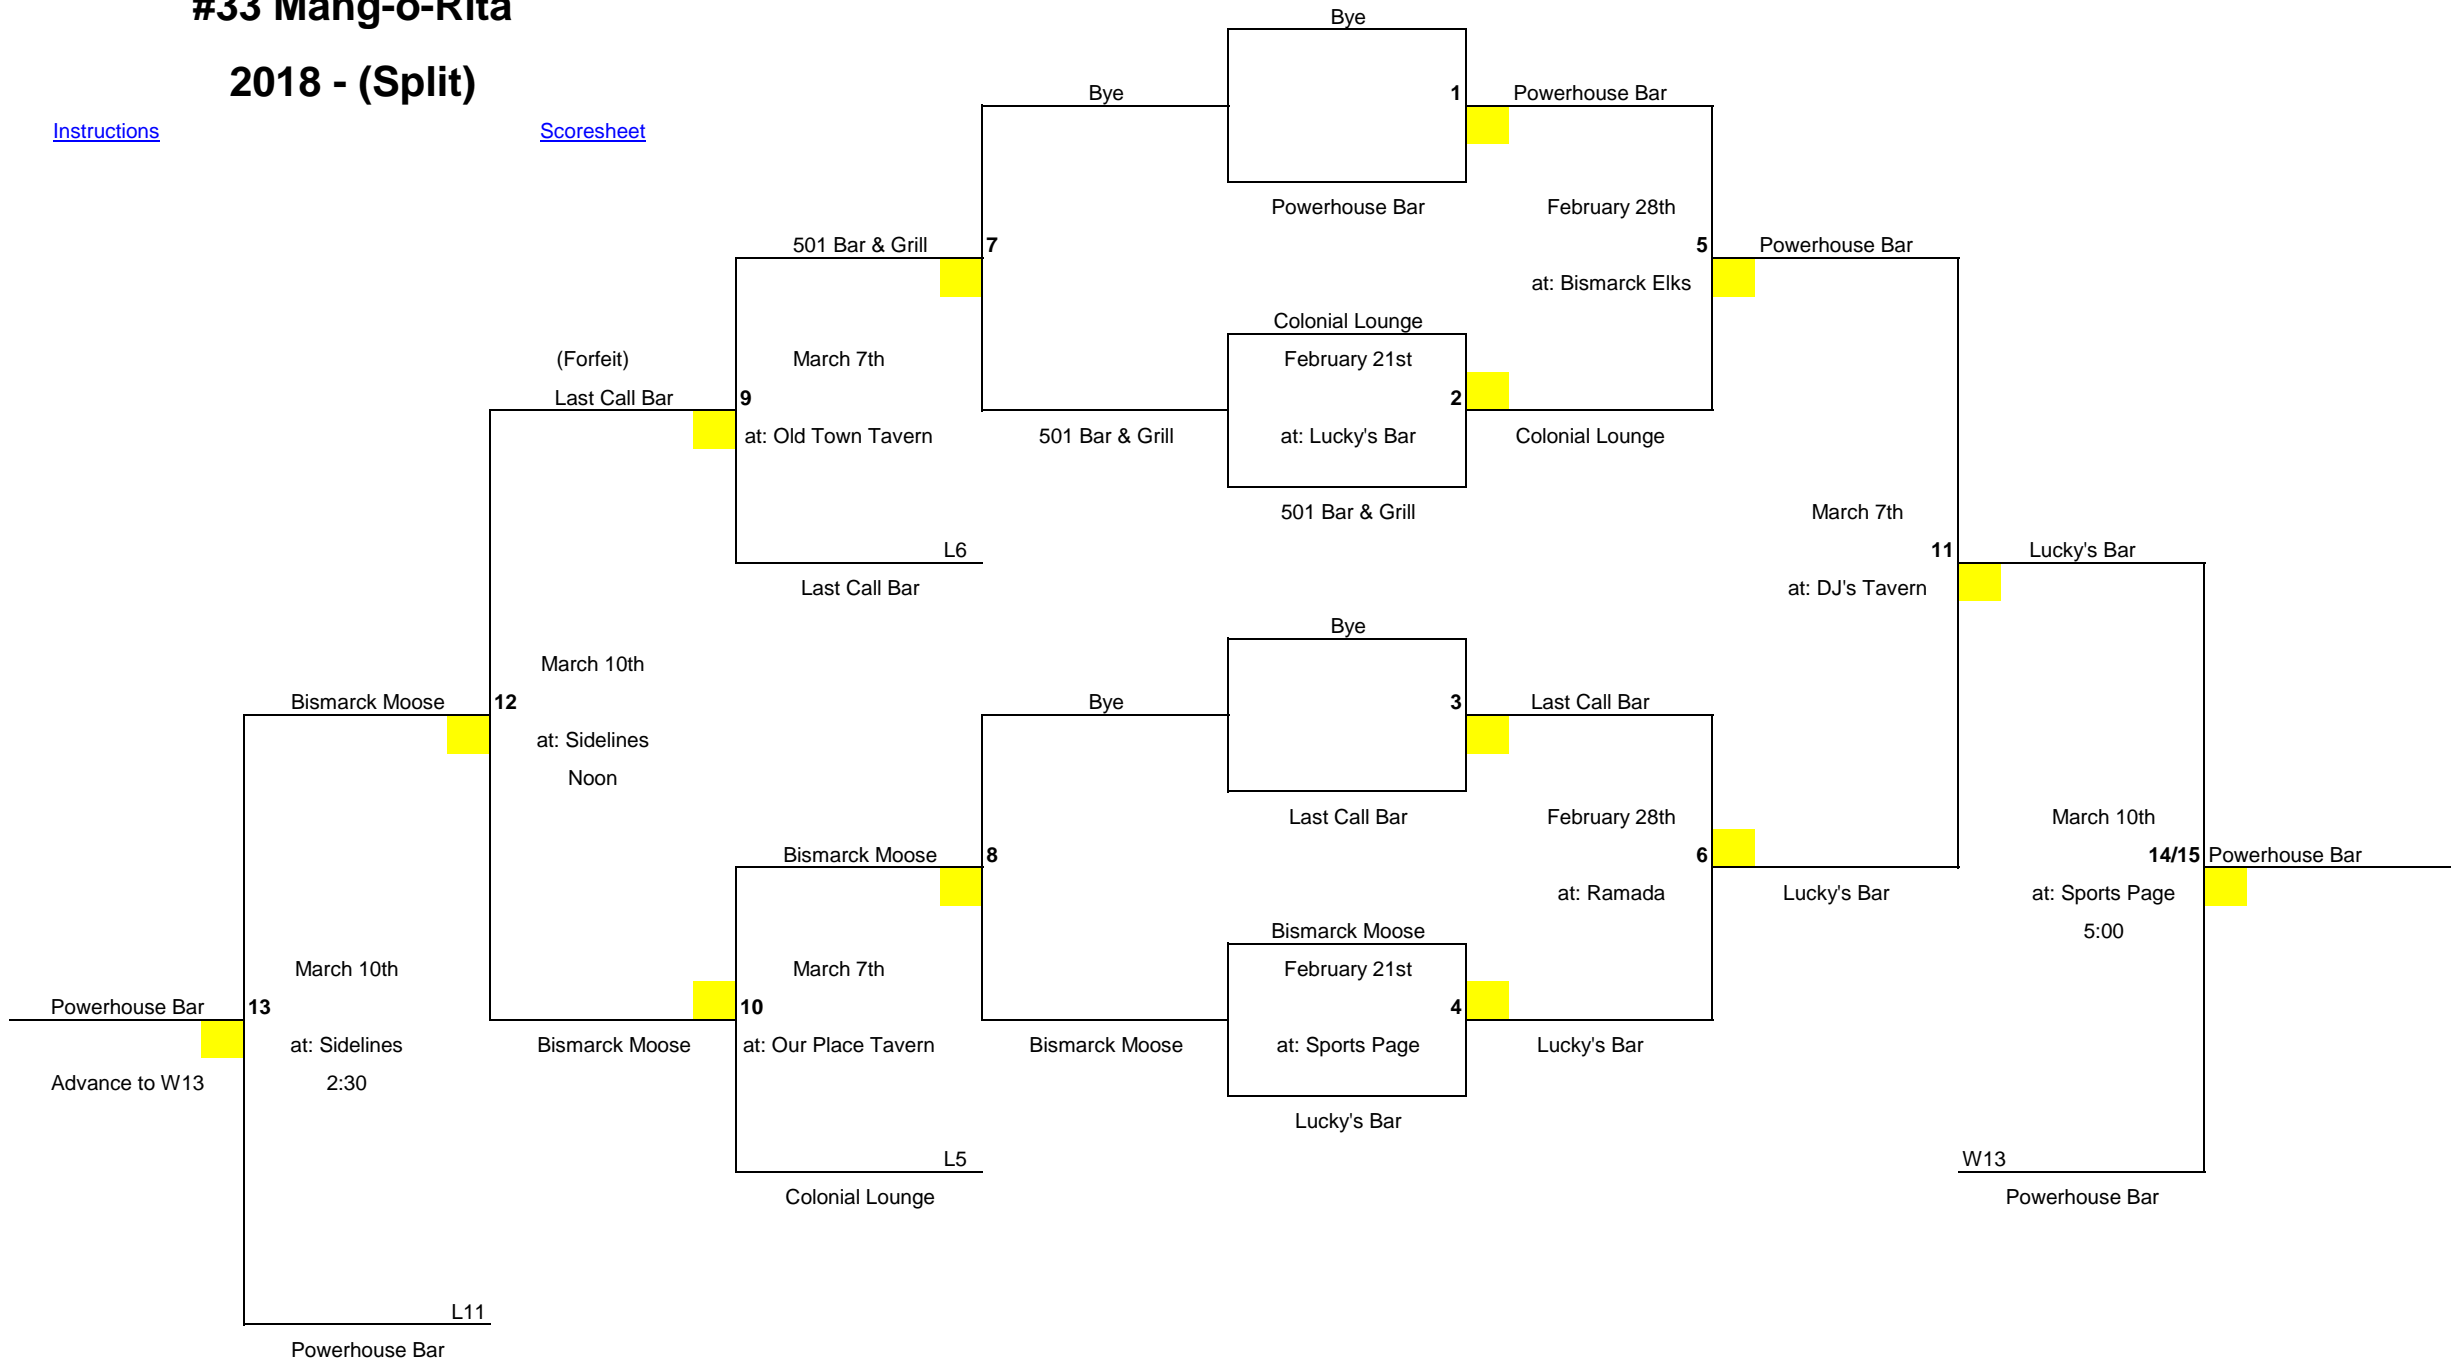 #33 Mang-o-Rita
Bye
2018 - (Split)
Bye
1
Powerhouse Bar
Instructions
Scoresheet
Powerhouse Bar
February 28th
501 Bar & Grill
7
5
Powerhouse Bar
at: Bismarck Elks
Colonial Lounge
(Forfeit)
March 7th
February 21st
Last Call Bar
9
2
at: Old Town Tavern
501 Bar & Grill
at: Lucky's Bar
Colonial Lounge
501 Bar & Grill
March 7th
L6
11
Lucky's Bar
Last Call Bar
at: DJ's Tavern
Bye
March 10th
Bismarck Moose
12
Bye
3
Last Call Bar
at: Sidelines
Noon
Last Call Bar
February 28th
March 10th
Bismarck Moose
8
6
14/15
Powerhouse Bar
at: Ramada
Lucky's Bar
at: Sports Page
Bismarck Moose
5:00
March 10th
March 7th
February 21st
Powerhouse Bar
13
10
4
at: Sidelines
Bismarck Moose
at: Our Place Tavern
Bismarck Moose
at: Sports Page
Lucky's Bar
Advance to W13
2:30
Lucky's Bar
L5
W13
Colonial Lounge
Powerhouse Bar
L11
Powerhouse Bar